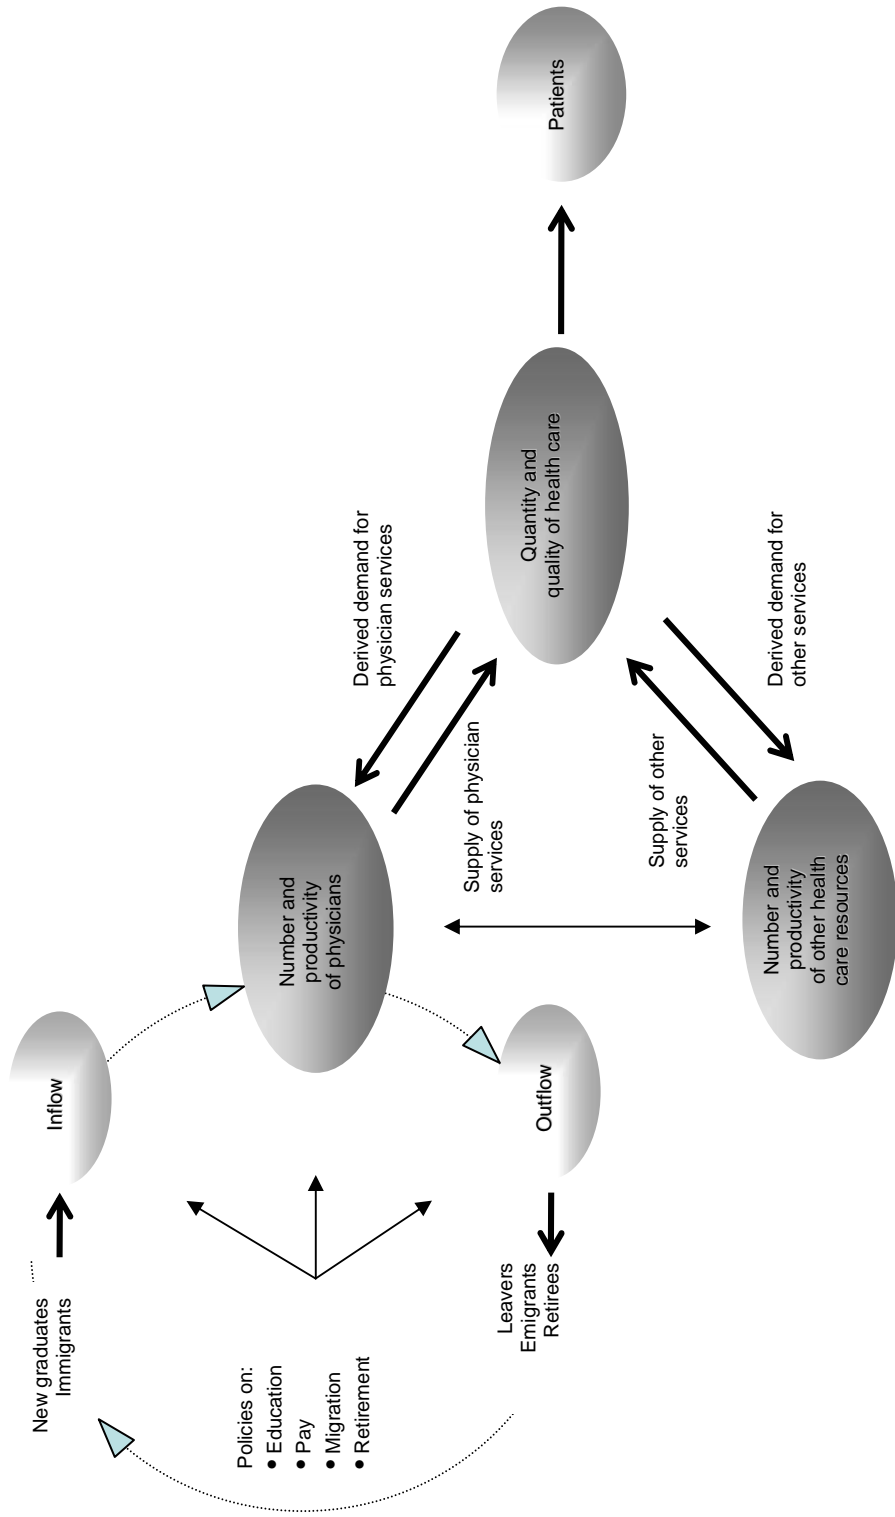 New graduates
Immigrants
Inflow
Policies on:
• Education
• Pay
• Migration
• Retirement
Number and
productivity
of physicians
Derived demand for
physician services
Supply of physician
services
Leavers
Emigrants
Retirees
Outflow
Quantity and
quality of health care
Patients
Supply of other
services
Derived demand for
other services
Number and
productivity
of other health
care resources